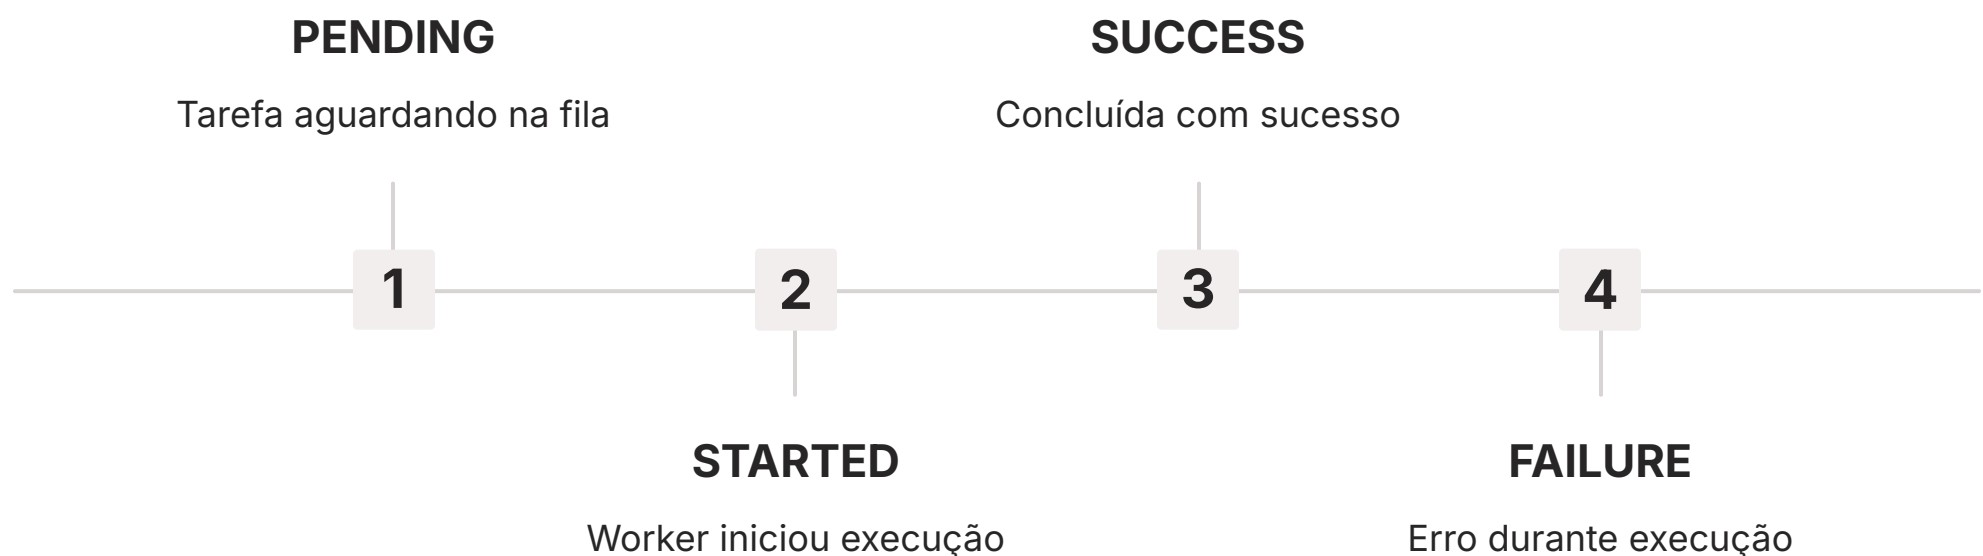 PENDING
Tarefa aguardando na fila
SUCCESS
Concluída com sucesso
1
2
3
4
STARTED
Worker iniciou execução
FAILURE
Erro durante execução